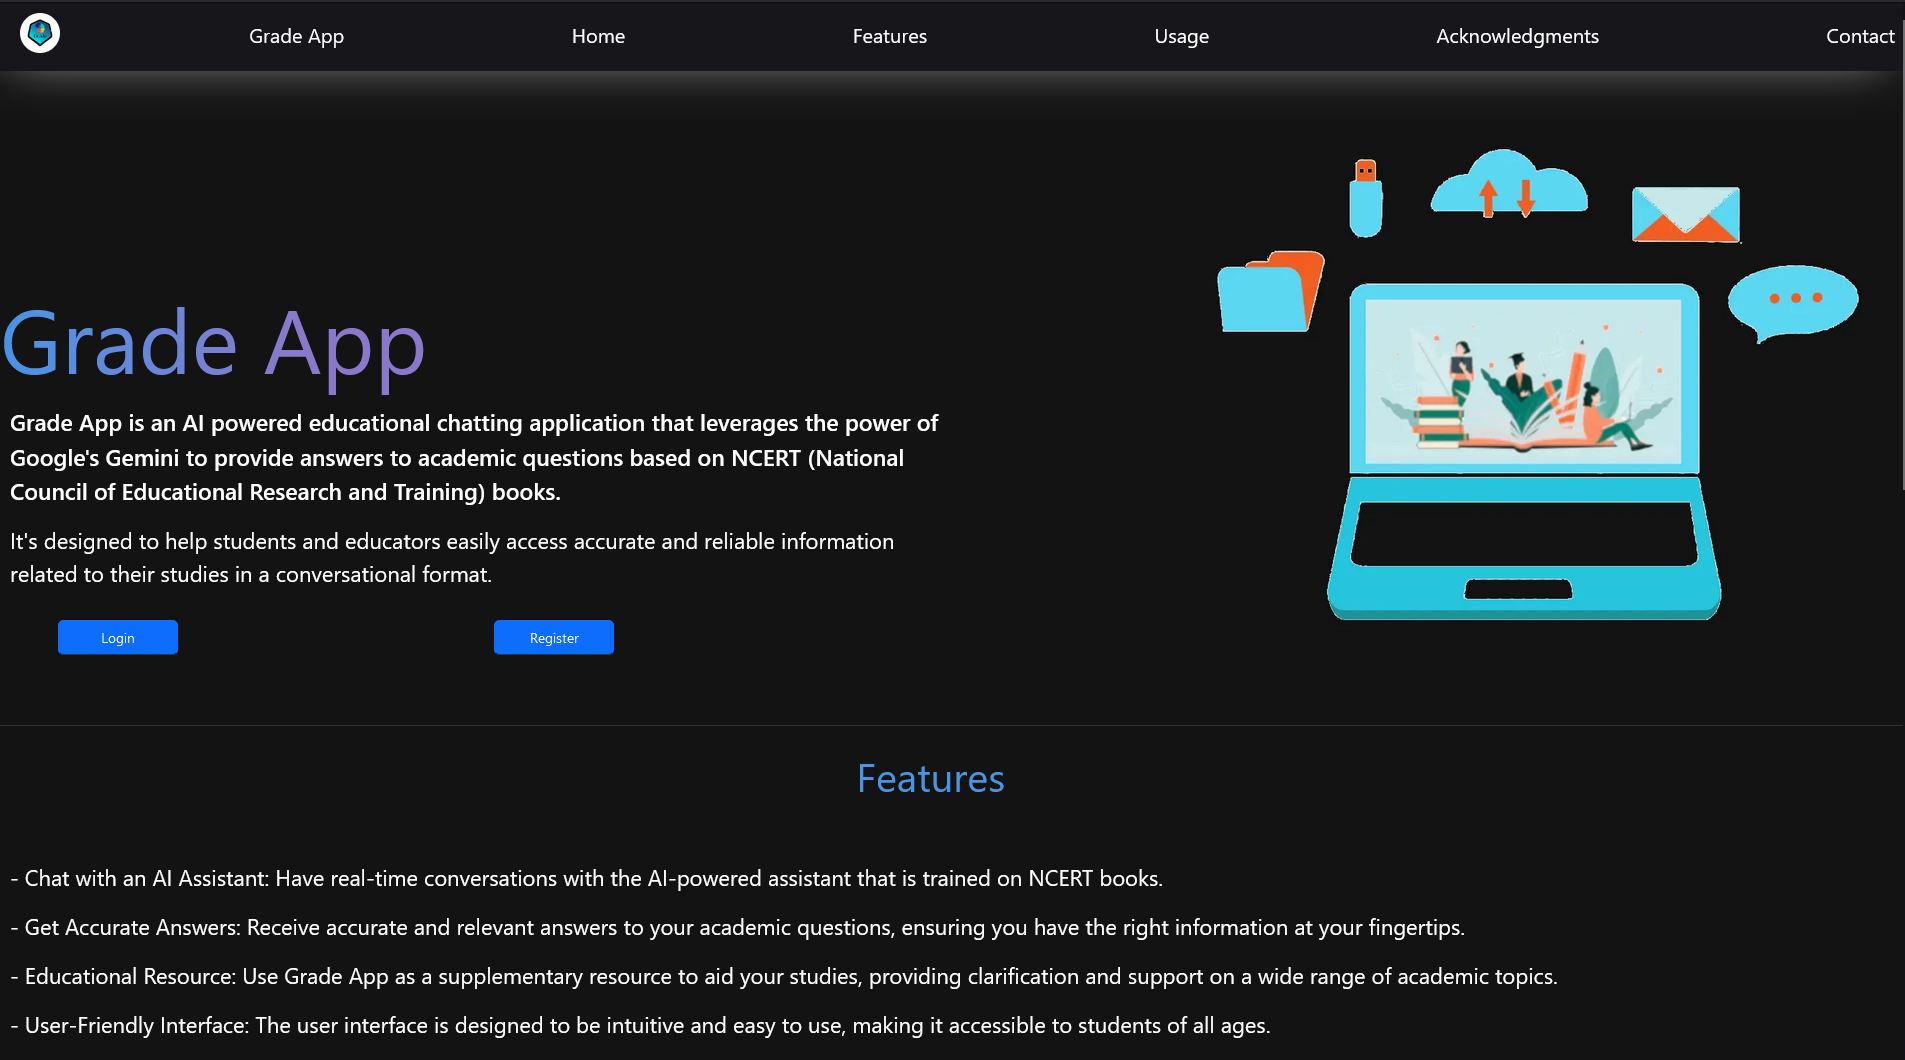 Grade App
Home
Features
Usage
Acknowledgments
Contact
Grade App
Grade App is an AI powered educational chatting application that leverages the power of
Google's Gemini to provide answers to academic questions based on NCERT (National
Council of Educational Research and Training) books.
It's designed to help students and educators easily access accurate and reliable information
related to their studies in a conversational format.
Login
Register
Features
- Chat with an AI Assistant: Have real-time conversations with the AI-powered assistant that is trained on NCERT books.
- Get Accurate Answers: Receive accurate and relevant answers to your academic questions, ensuring you have the right information at your fingertips.
- Educational Resource: Use Grade App as a supplementary resource to aid your studies, providing clarification and support on a wide range of academic topics.
- User-Friendly Interface: The user interface is designed to be intuitive and easy to use, making it accessible to students of all ages.